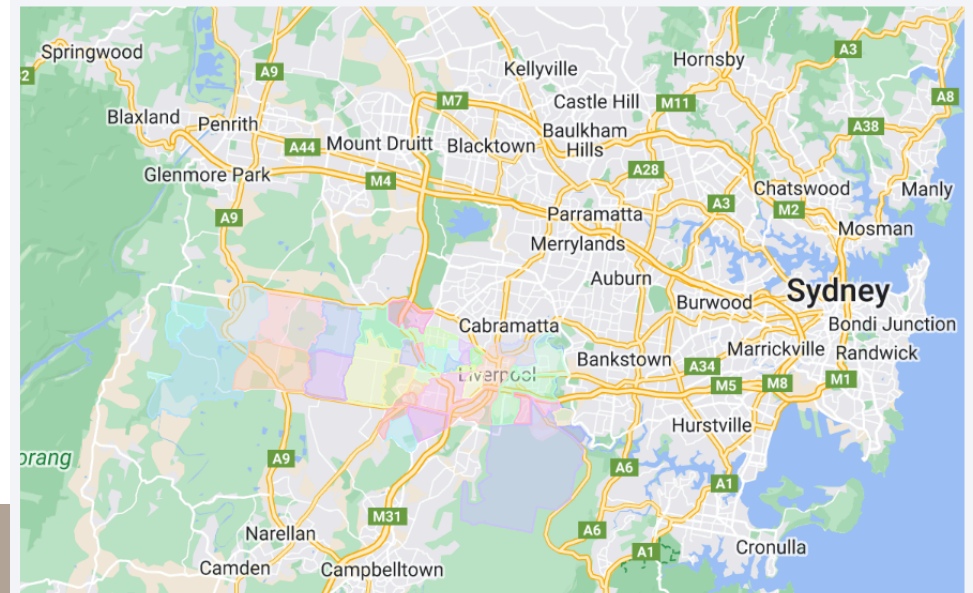 Springwood
A3
Hornsby
Kellyville
A9
2
M7
Castle Hill
M11
A8
Blaxland
Penrith
A38
Baulkham
Hills
A44
Mount Druitt
Blacktown
A28
Glenmore Park
M4
Chatswood
Manly
A3
M2
A9
Parramatta
Mosman
Merrylands
Auburn
Sydney
Burwood
Cabramatta
Bondi Junction
Marrickville
Randwick
Bankstown
A34
Liverpool
M5
M8
M1
Hurstville
orang
A9
A6
A1
M31
Narellan
A6
A1
Cronulla
Camden
Campbelltown